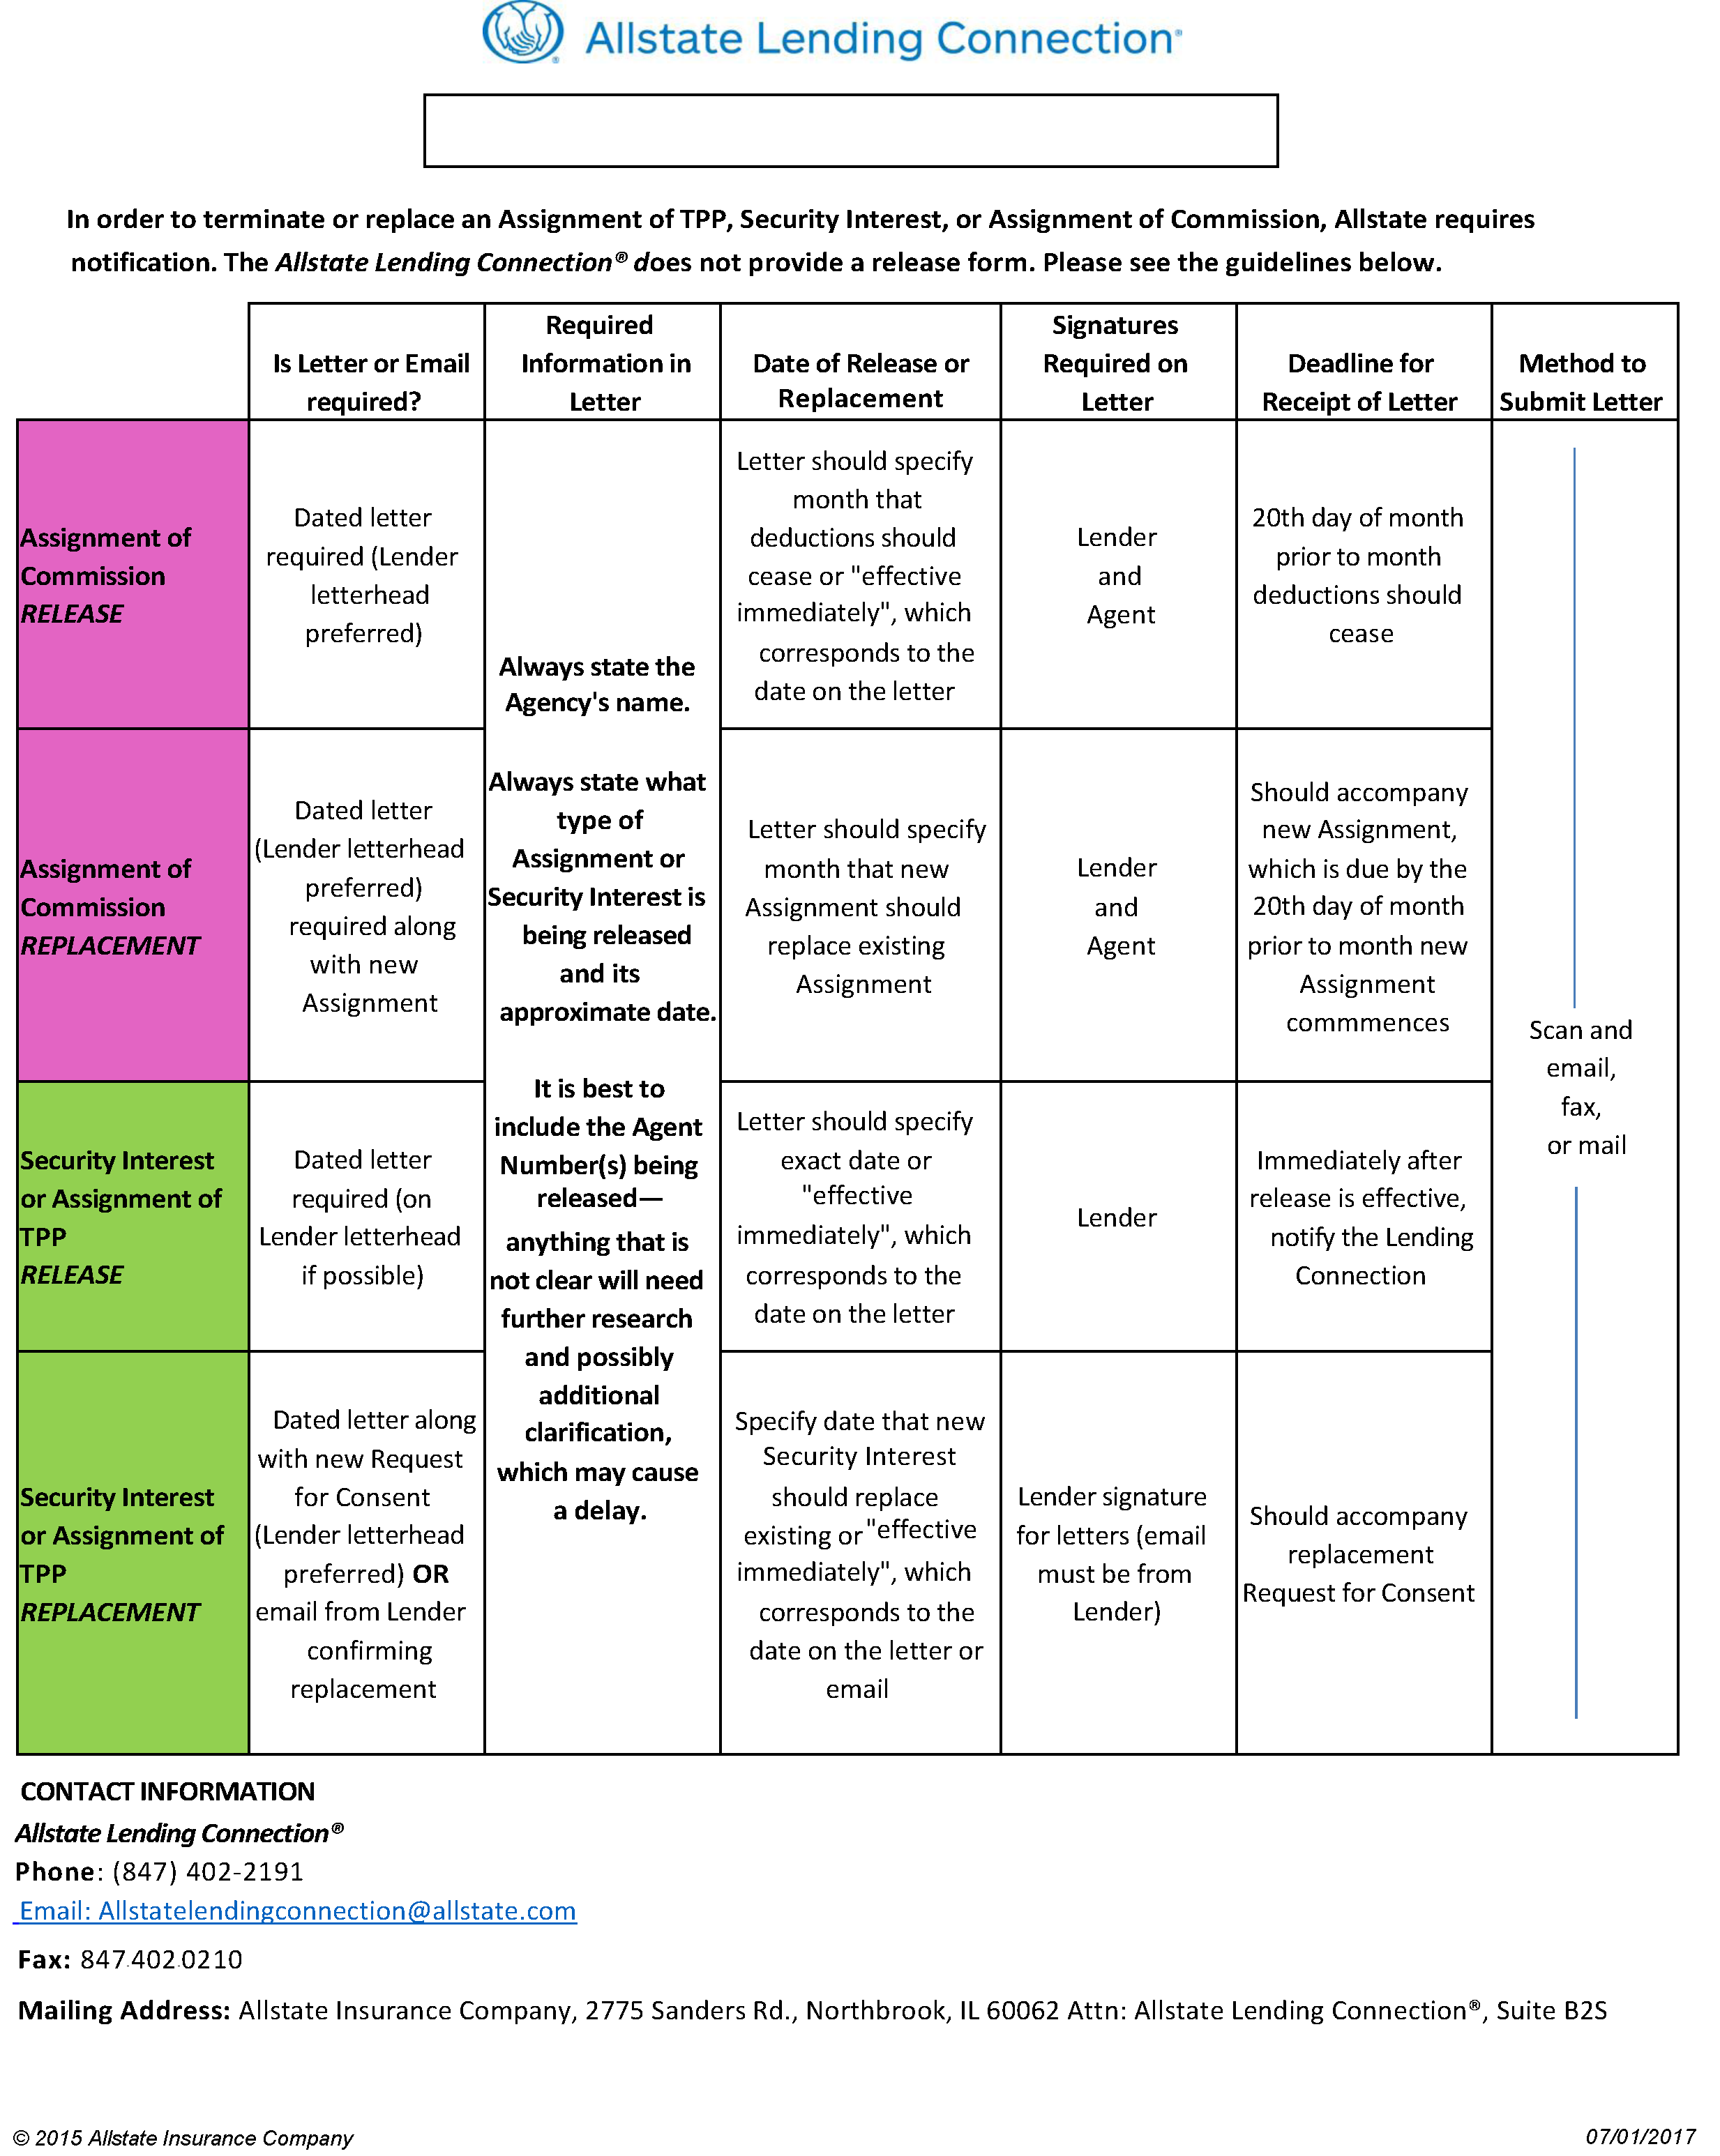 Allstate Lending Connection®
In order to terminate or replace an Assignment of TPP, Security Interest, or Assignment of Commission, Allstate requires
notification. The Allstate Lending Connection® does not provide a release form. Please see the guidelines below.
Is Letter or Email
required?
Required
Information in
Letter
Date of Release or
Replacement
Signatures
Required on
Letter
Deadline for
Receipt of Letter
Method to
Submit Letter
Assignment of
Commission
RELEASE
Dated letter
required (Lender
letterhead
preferred)
Always state the
Agency's name.
Always state what
type of
Assignment or
Security Interest is
being released
and its
approximate date.
It is best to
include the Agent
Number(s) being
released—
anything that is
not clear will need
further research
and possibly
additional
clarification,
which may cause
a delay.
Letter should specify
month that
deductions should
cease or "effective
immediately", which
corresponds to the
date on the letter
Lender
and
Agent
20th day of month
prior to month
deductions should
cease
Scan and
email,
fax,
or mail
Assignment of
Commission
REPLACEMENT
Dated letter
(Lender letterhead
preferred)
required along
with new
Assignment
Letter should specify
month that new
Assignment should
replace existing
Assignment
Lender
and
Agent
Should accompany
new Assignment,
which is due by the
20th day of month
prior to month new
Assignment
commmences
Security Interest
or Assignment of
TPP
RELEASE
Dated letter
required (on
Lender letterhead
if possible)
Letter should specify
exact date or
"effective
immediately", which
corresponds to the
date on the letter
Lender
Immediately after
release is effective,
notify the Lending
Connection
Security Interest
or Assignment of
TPP
REPLACEMENT
Dated letter along
with new Request
for Consent
(Lender letterhead
preferred) OR
email from Lender
confirming
replacement
Specify date that new
Security Interest
should replace
existing or "effective
immediately", which
corresponds to the
date on the letter or
email
Lender signature
for letters (email
must be from
Lender)
Should accompany
replacement
Request for Consent
CONTACT INFORMATION
Allstate Lending Connection®
Phone: (847) 402-2191
Email: Allstatelendingconnection@allstate.com
Fax: 847.402.0210
Mailing Address: Allstate Insurance Company, 2775 Sanders Rd., Northbrook, IL 60062 Attn: Allstate Lending Connection®, Suite B2S
© 2015 Allstate Insurance Company
07/01/2017